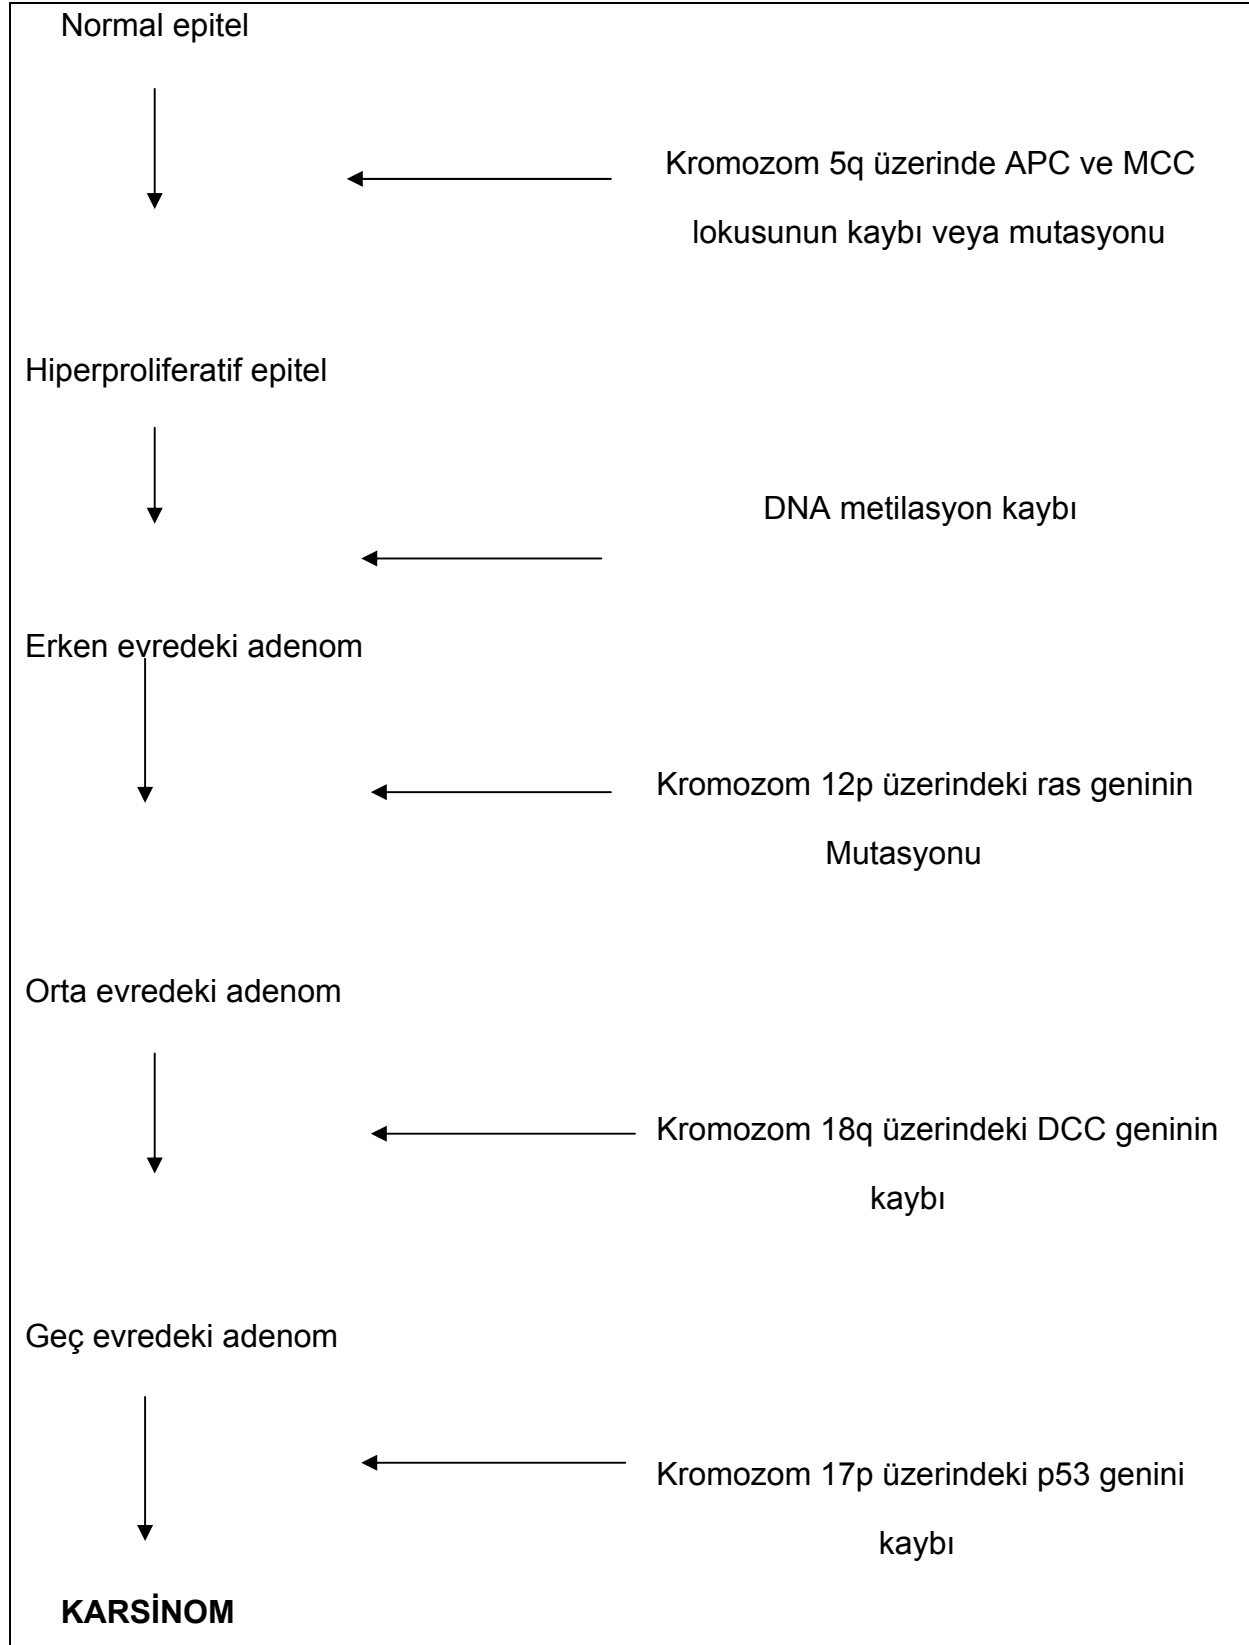 Normal epitel
Kromozom 5q üzerinde APC ve MCC
lokusunun kaybı veya mutasyonu
Hiperproliferatif epitel
DNA metilasyon kaybı
Erken evredeki adenom
Kromozom 12p üzerindeki ras geninin
Mutasyonu
Orta evredeki adenom
Kromozom 18q üzerindeki DCC geninin
kaybı
Geç evredeki adenom
Kromozom 17p üzerindeki p53 genini
kaybı
KARSİNOM